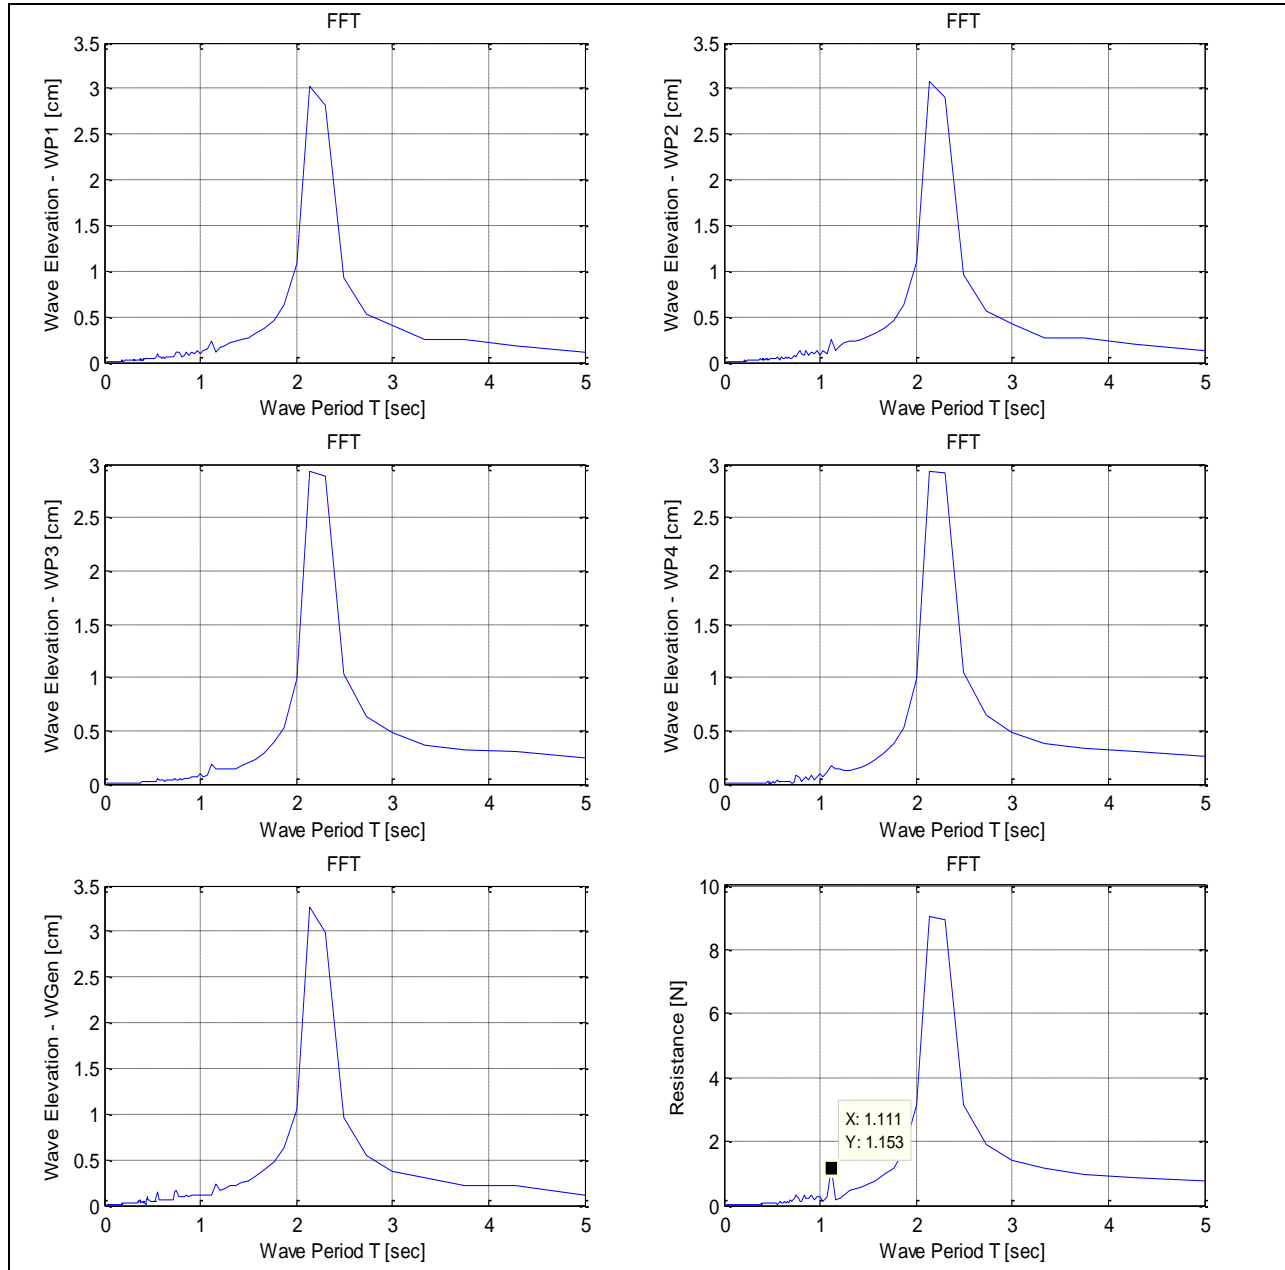 FFT
Wave Elevation - WP1 [cm]
3.5
3
2.5
2
1.5
1
0.5
0
0 1 2 3 4 5
Wave Period T [sec]
FFT
Wave Elevation - WP2 [cm]
3.5
3
2.5
2
1.5
1
0.5
0
0 1 2 3 4 5
Wave Period T [sec]
FFT
Wave Elevation - WP3 [cm]
3
2.5
2
1.5
1
0.5
0
0 1 2 3 4 5
Wave Period T [sec]
FFT
Wave Elevation - WP4 [cm]
3
2.5
2
1.5
1
0.5
0
0 1 2 3 4 5
Wave Period T [sec]
FFT
Wave Elevation - WGen [cm]
3.5
3
2.5
2
1.5
1
0.5
0
0 1 2 3 4 5
Wave Period T [sec]
FFT
Resistance [N]
10
8
6
4
2
0
X: 1.111
Y: 1.153
0 1 2 3 4 5
Wave Period T [sec]